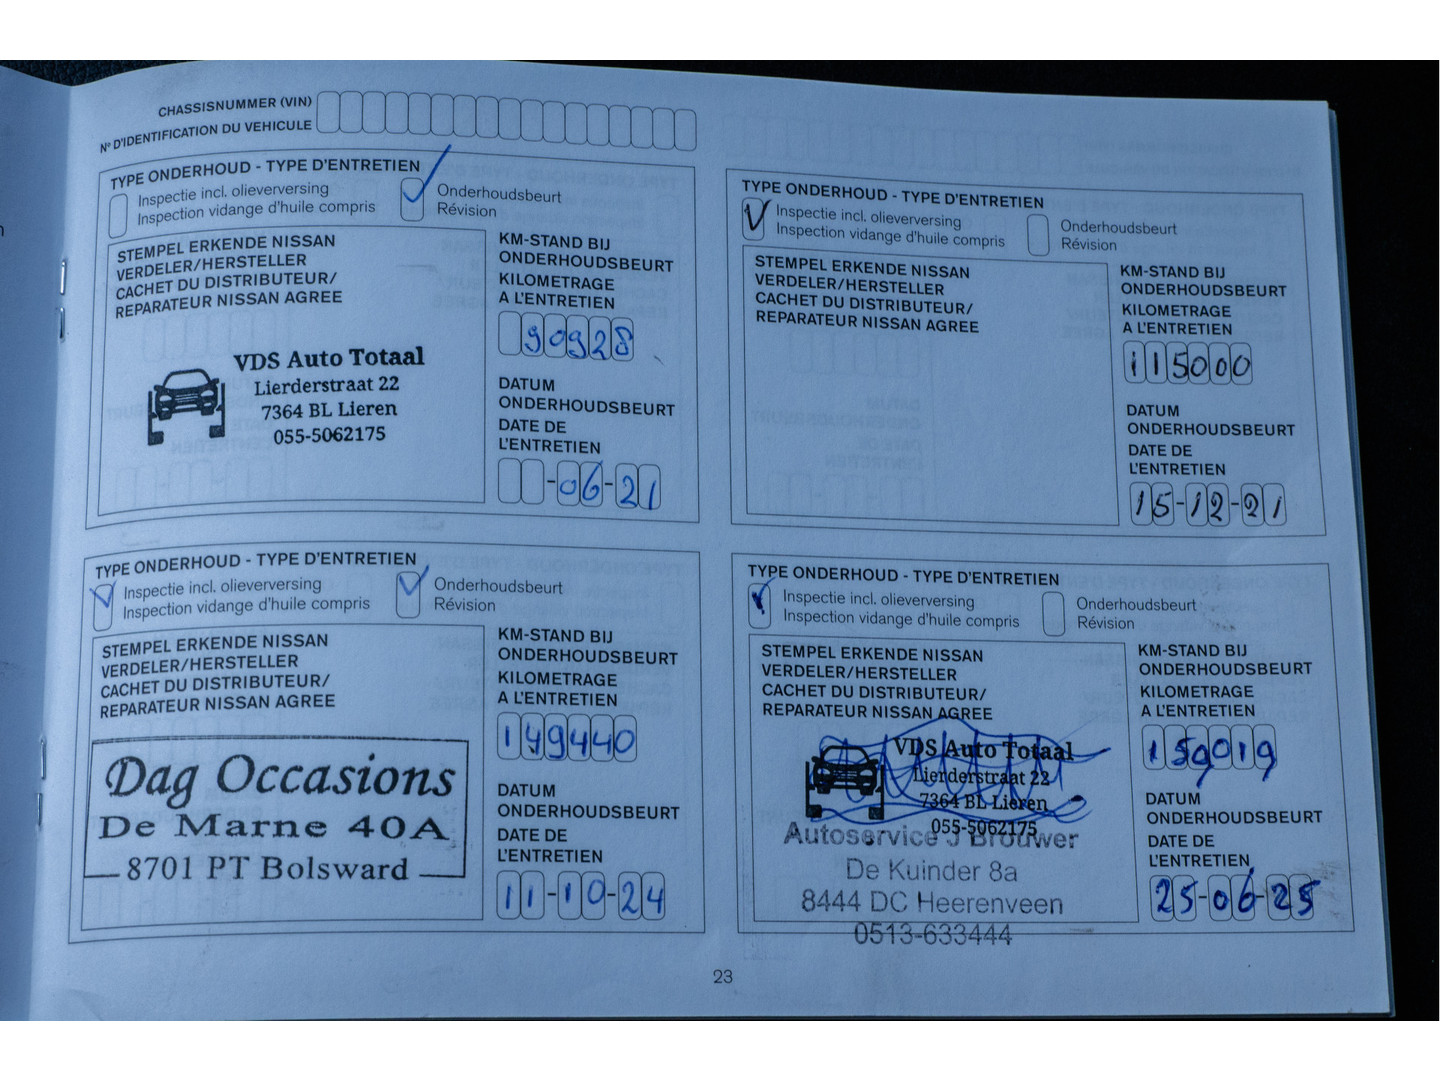 CHASSISNUMMER (VIN)
Nº D'IDENTIFICATION DU VEHICULE
TYPE ONDERHOUD - TYPE D'ENTRETIEN
Inspectie incl. olieverversing
Inspection vidange d'huile compris
Onderhoudsbeurt
Révision
STEMPEL ERKENDE NISSAN
VERDELER/HERSTELLER
CACHET DU DISTRIBUTEUR/
REPARATEUR NISSAN AGREE
VDS Auto Totaal
Lierderstraat 22
7364 BL Lieren
055-5062175
KM-STAND BIJ
ONDERHOUDSBEURT
KILOMETRAGE
A L'ENTRETIEN
90928
DATUM
ONDERHOUDSBEURT
DATE DE
L'ENTRETIEN
-06-21
TYPE ONDERHOUD - TYPE D'ENTRETIEN
Inspectie incl. olieverversing
Inspection vidange d'huile compris
Onderhoudsbeurt
Révision
STEMPEL ERKENDE NISSAN
VERDELER/HERSTELLER
CACHET DU DISTRIBUTEUR/
REPARATEUR NISSAN AGREE
KM-STAND BIJ
ONDERHOUDSBEURT
KILOMETRAGE
A L'ENTRETIEN
115000
DATUM
ONDERHOUDSBEURT
DATE DE
L'ENTRETIEN
15-12-21
TYPE ONDERHOUD - TYPE D'ENTRETIEN
Inspectie incl. olieverversing
Inspection vidange d'huile compris
Onderhoudsbeurt
Révision
STEMPEL ERKENDE NISSAN
VERDELER/HERSTELLER
CACHET DU DISTRIBUTEUR/
REPARATEUR NISSAN AGREE
Dag Occasions
De Marne 40A
8701 PT Bolsward
KM-STAND BIJ
ONDERHOUDSBEURT
KILOMETRAGE
A L'ENTRETIEN
149440
DATUM
ONDERHOUDSBEURT
DATE DE
L'ENTRETIEN
11-10-24
TYPE ONDERHOUD - TYPE D'ENTRETIEN
Inspectie incl. olieverversing
Inspection vidange d'huile compris
Onderhoudsbeurt
Révision
STEMPEL ERKENDE NISSAN
VERDELER/HERSTELLER
CACHET DU DISTRIBUTEUR/
REPARATEUR NISSAN AGREE
VDS Auto Totaal
Lierderstraat 22
7364 BL Lieren
055-5062175
Autoservice J Brouwer
De Kuinder 8a
8444 DC Heerenveen
0513-633444
KM-STAND BIJ
ONDERHOUDSBEURT
KILOMETRAGE
A L'ENTRETIEN
159019
DATUM
ONDERHOUDSBEURT
DATE DE
L'ENTRETIEN
25-06-25
23